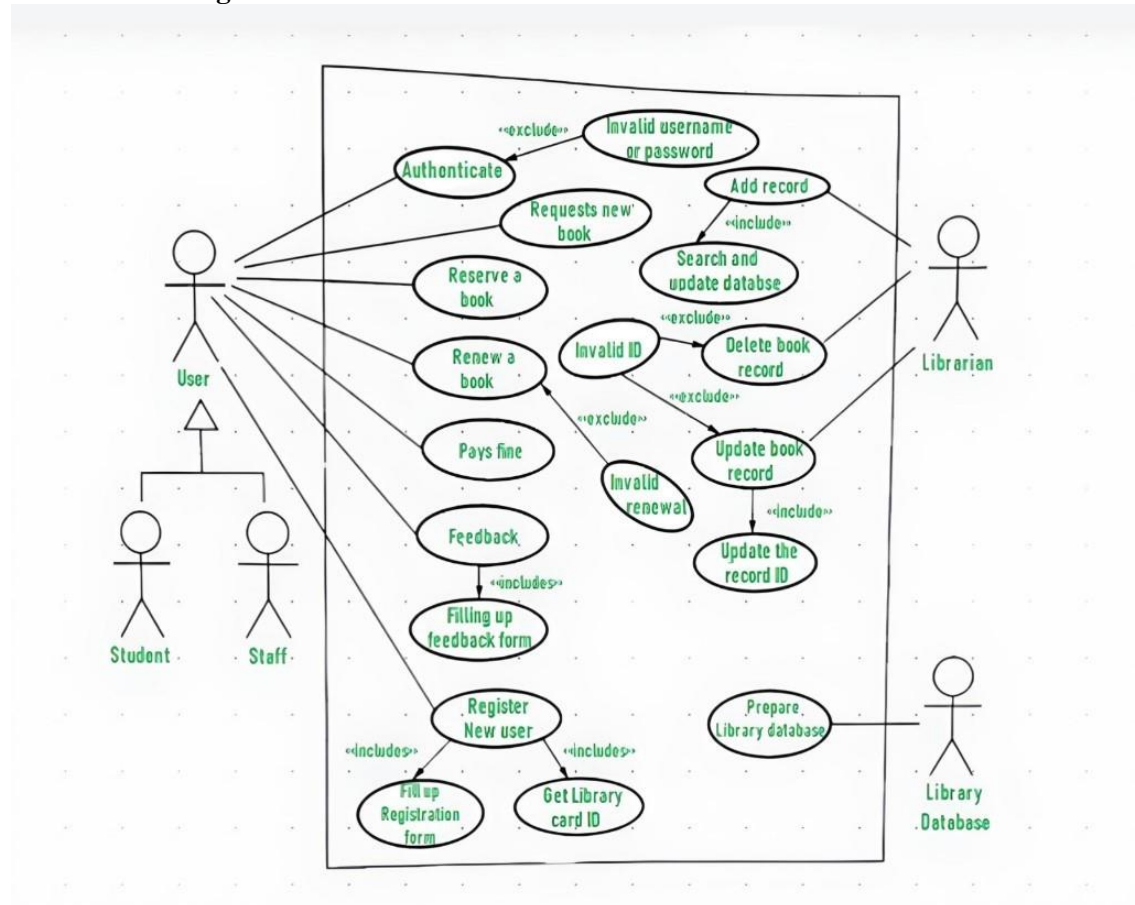 «exclude»
Invalid username
or password
Authenticate
Add record
Requests new
book
«include»
Search and
update databse
Reserve a
book
«exclude»
Invalid ID
Delete book
record
Renew a
book
User
Librarian
«exclude»
«exclude»
Pays fine
Update book
record
Invalid
renewal
«include»
Feedback
Update the
record ID
«includes»
Filling up
feedback form
Student
Staff
Register
New user
Prepare
Library database
«includes»
«includes»
Fill up
Registration
form
Get Library
card ID
Library
Database